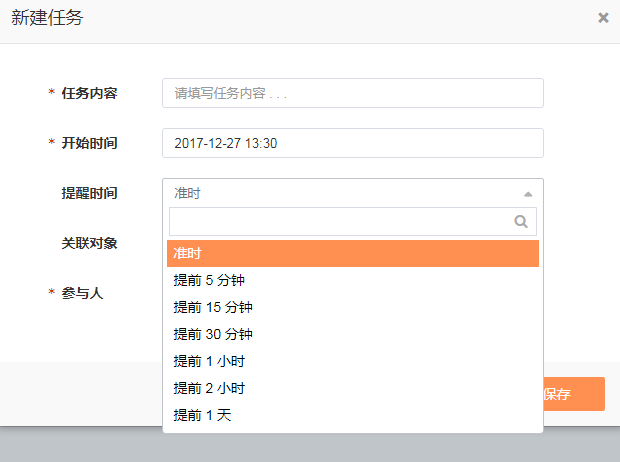 新建任务
* 任务内容
请填写任务内容 . . .
* 开始时间
2017-12-27 13:30
提醒时间
准时
关联对象
准时
提前 5 分钟
* 参与人
提前 15 分钟
提前 30 分钟
提前 1 小时
提前 2 小时
保存
提前 1 天